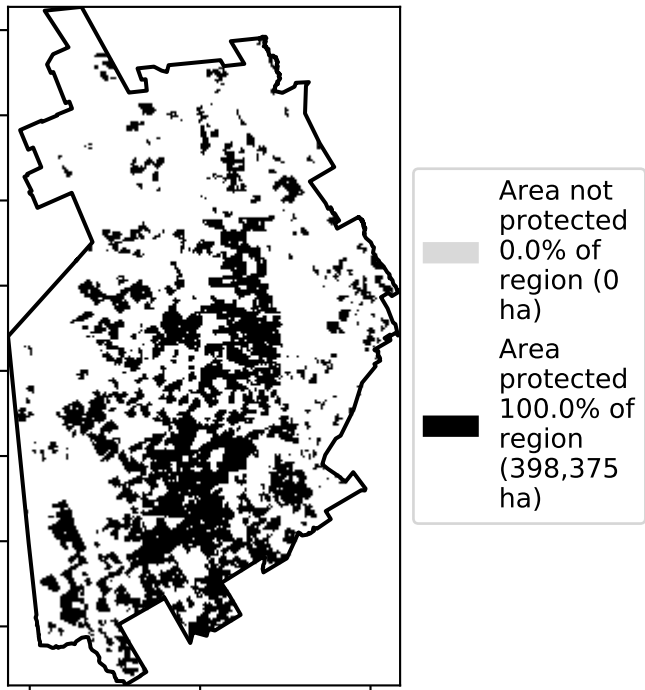 Area not
protected
0.0% of
region (0
ha)
Area
protected
100.0% of
region
(398,375
ha)